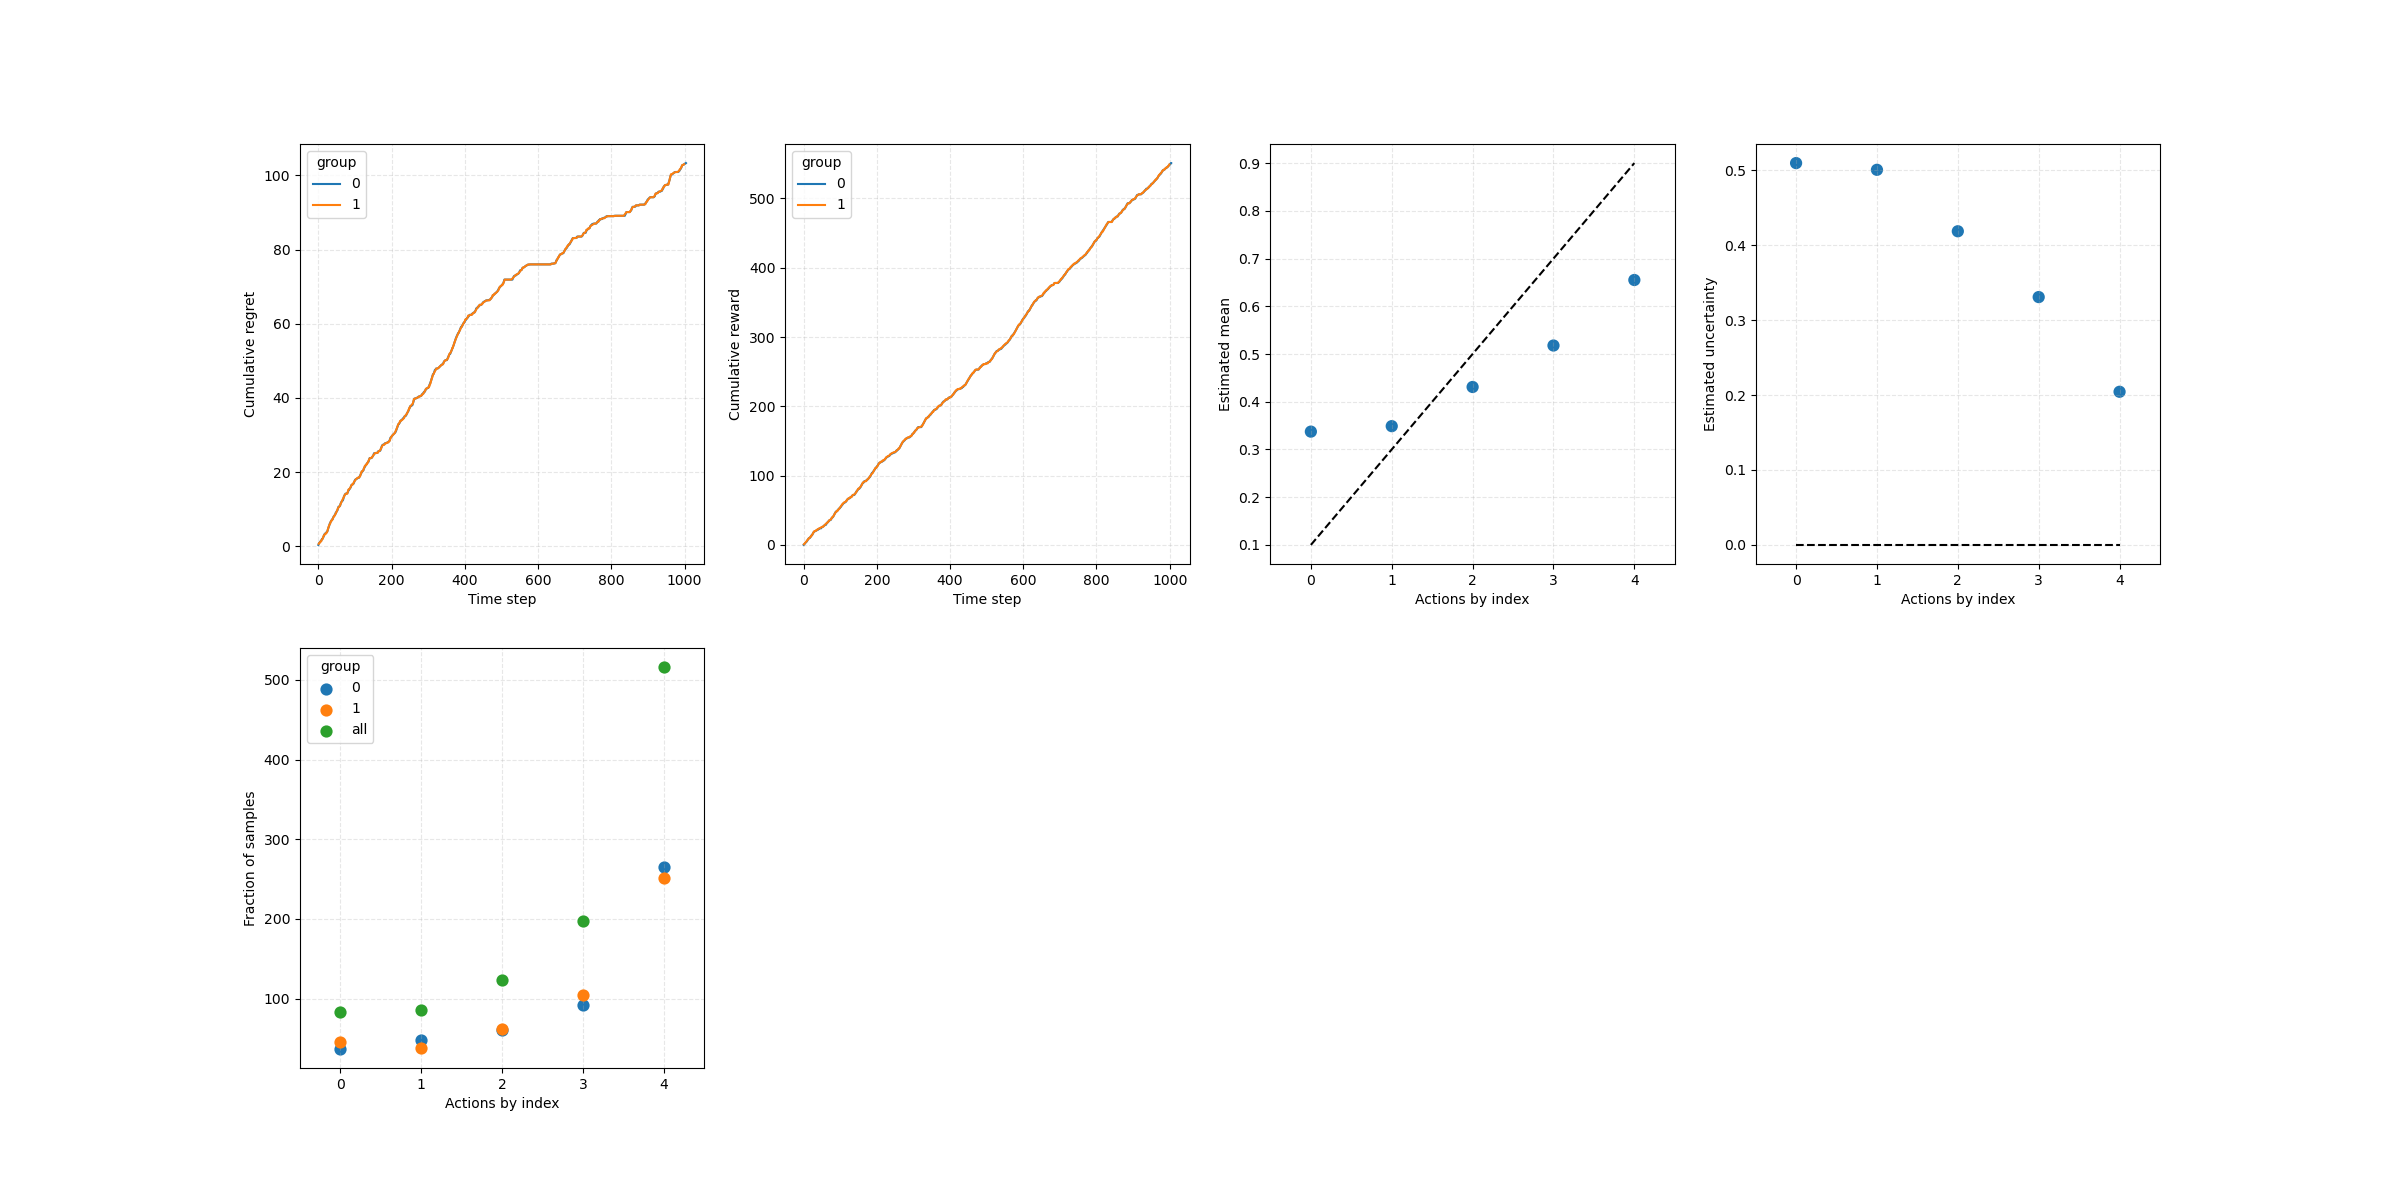 group
0
1
100
80
60
40
20
0
Cumulative regret
0 200 400 600 800 1000
Time step
group
0
1
500
400
300
200
100
0
Cumulative reward
0 200 400 600 800 1000
Time step
0.9
0.8
0.7
0.6
0.5
0.4
0.3
0.2
0.1
Estimated mean
0 1 2 3 4
Actions by index
0.5
0.4
0.3
0.2
0.1
0.0
Estimated uncertainty
0 1 2 3 4
Actions by index
group
0
1
all
500
400
300
200
100
Fraction of samples
0 1 2 3 4
Actions by index